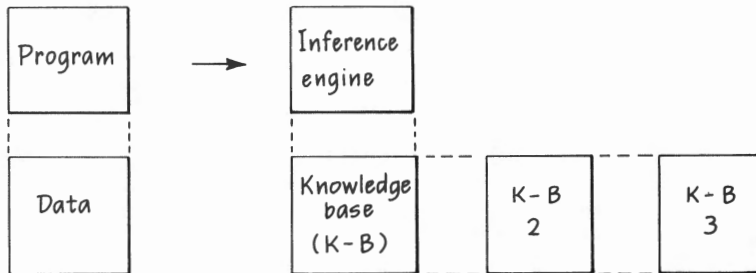 Program
Inference
engine
Data
Knowledge
base
(K-B)
K-B
2
K-B
3